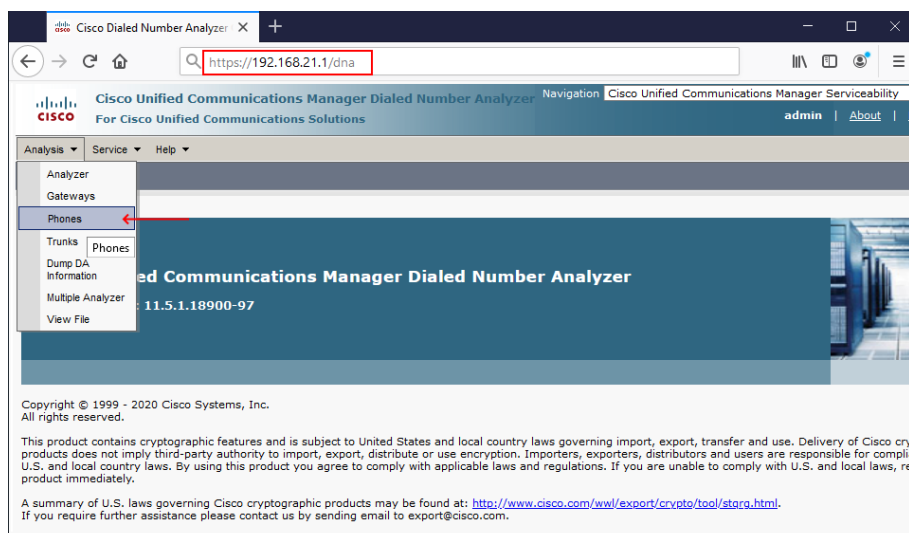 Cisco Dialed Number Analyzer
https://192.168.21.1/dna
CISCO
Cisco Unified Communications Manager Dialed Number Analyzer
For Cisco Unified Communications Solutions
Navigation Cisco Unified Communications Manager Serviceability
admin | About |
Analysis Service Help
Analyzer
Gateways
Phones
Trunks
Phones
Dump DA
Information
Multiple Analyzer
View File
ed Communications Manager Dialed Number Analyzer
: 11.5.1.18900-97
Copyright © 1999 - 2020 Cisco Systems, Inc.
All rights reserved.
This product contains cryptographic features and is subject to United States and local country laws governing import, export, transfer and use. Delivery of Cisco cry
products does not imply third-party authority to import, export, distribute or use encryption. Importers, exporters, distributors and users are responsible for compli
U.S. and local country laws. By using this product you agree to comply with applicable laws and regulations. If you are unable to comply with U.S. and local laws, re
product immediately.
A summary of U.S. laws governing Cisco cryptographic products may be found at: http://www.cisco.com/wwl/export/crypto/tool/stqrg.html.
If you require further assistance please contact us by sending email to export@cisco.com.